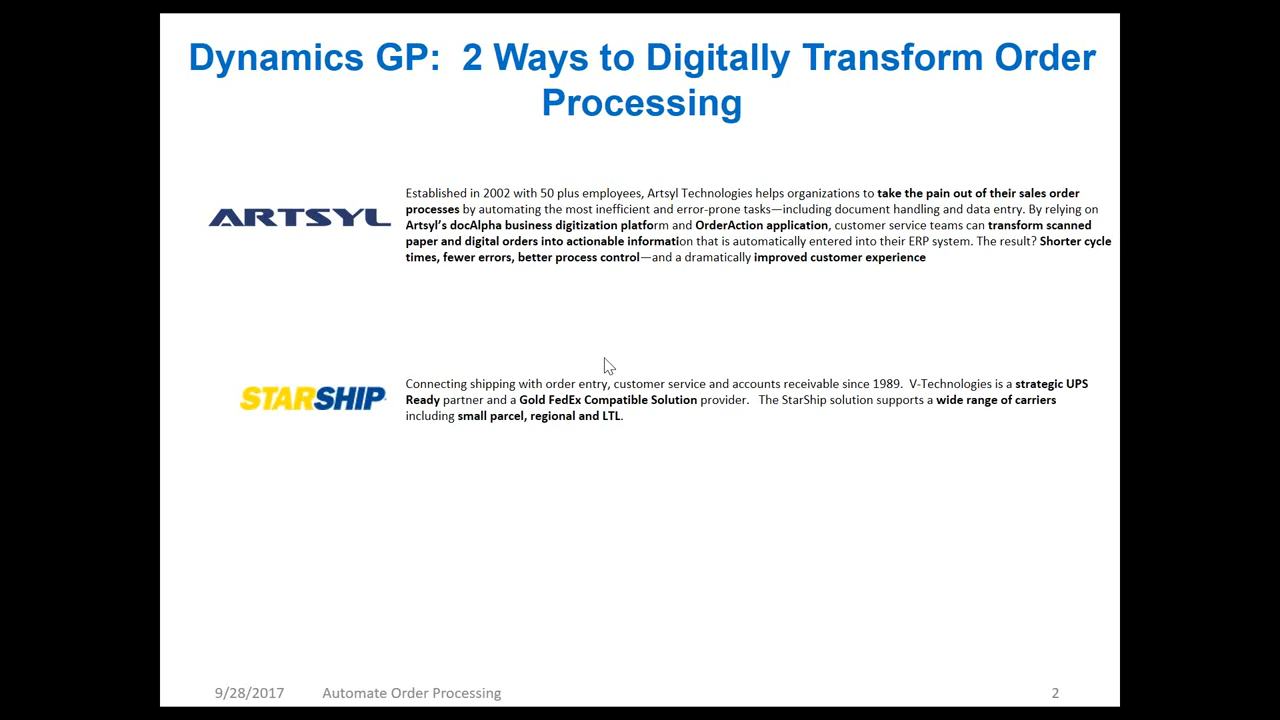 Dynamics GP:  2 Ways to Digitally Transform Order
Processing
ARTSYL
Established in 2002 with 50 plus employees, Artsyl Technologies helps organizations to take the pain out of their sales order
processes by automating the most inefficient and error-prone tasks—including document handling and data entry. By relying on
Artsyl’s docAlpha business digitization platform and OrderAction application, customer service teams can transform scanned
paper and digital orders into actionable information that is automatically entered into their ERP system. The result? Shorter cycle
times, fewer errors, better process control—and a dramatically improved customer experience
STARSHIP
Connecting shipping with order entry, customer service and accounts receivable since 1989.  V-Technologies is a strategic UPS
Ready partner and a Gold FedEx Compatible Solution provider.   The StarShip solution supports a wide range of carriers
including small parcel, regional and LTL.
9/28/2017 Automate Order Processing 2